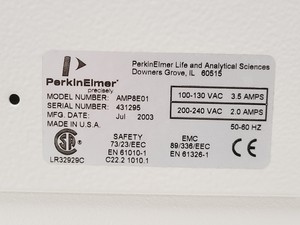 PerkinElmer Life and Analytical Sciences
Downers Grove, IL 60515
PerkinElmer
precisely
MODEL NUMBER AMP8E01
SERIAL NUMBER 431295
MFG. DATE Jul 2003
MADE IN U.S.A.
100-130 VAC 3.5 AMPS
200-240 VAC 2.0 AMPS
50-60 HZ
SAFETY
73/23/EEC
EN 61010-1
C22.2 1010.1
EMC
89/336/EEC
EN 61326-1
LR32929C